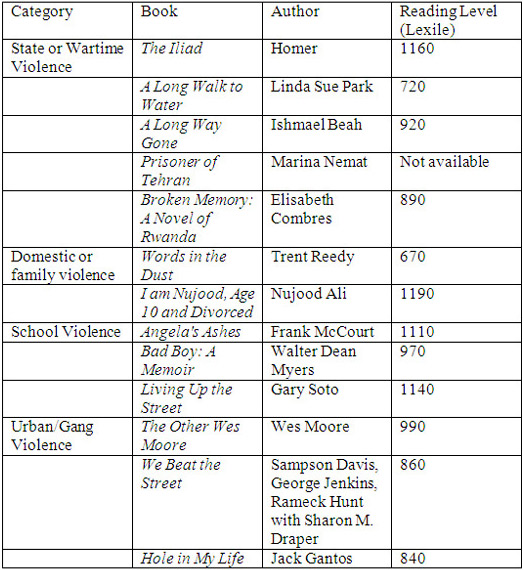 Category Book Author Reading Level
(Lexile)
State or Wartime The Iliad Homer 1160
Violence
A Long Walk to Linda Sue Park 720
Water
A Long Way Ishmael Beah 920
Gone
Prisoner of Marina Nemat Not available
Tehran
Broken Memory: Elisabeth 890
A Novel of Combres
Rwanda
Domestic or Words in the Trent Reedy 670
family violence Dust
I am Nujood, Age Nujood Ali 1190
10 and Divorced
School Violence Angela's Ashes Frank McCourt 1110
Bad Boy: A Walter Dean 970
Memoir Myers
Living Up the Gary Soto 1140
Street
Urban/Gang The Other Wes Wes Moore 990
Violence Moore
We Beat the Sampson Davis, 860
Street George Jenkins,
Rameck Hunt
with Sharon M.
Draper
Hole in My Life Jack Gantos 840